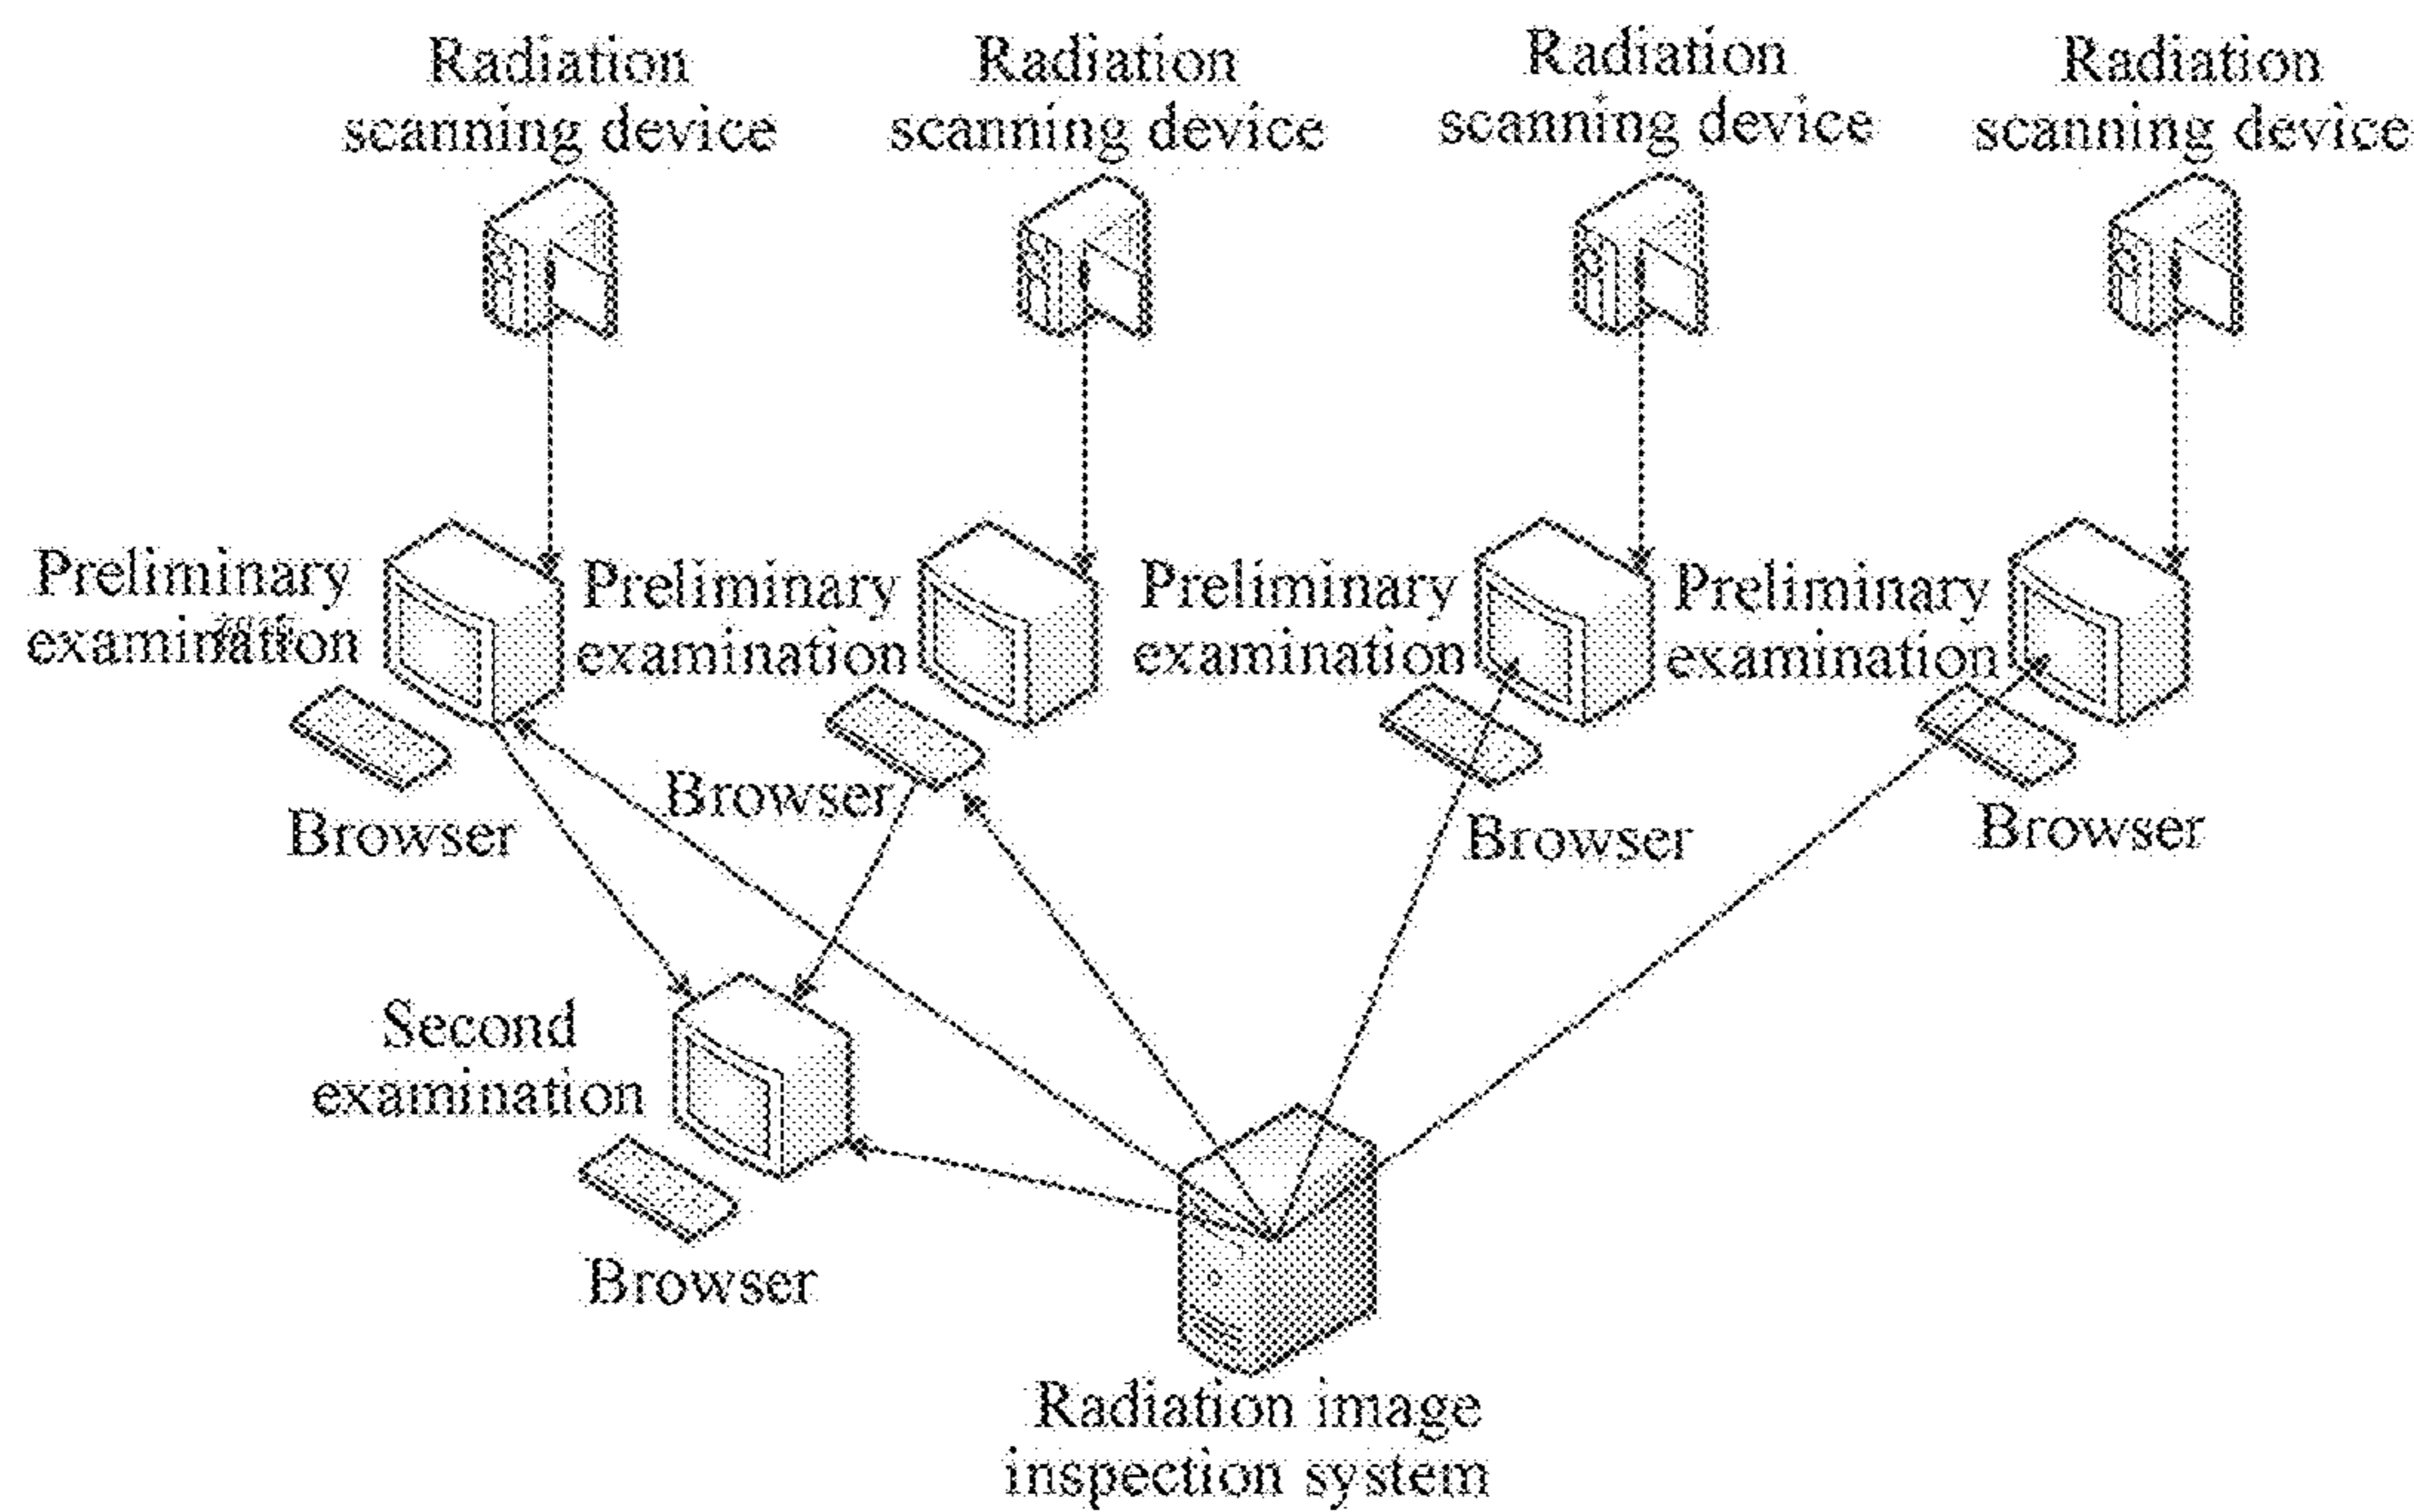 Radiation
scanning device
Radiation
scanning device
Radiation
scanning device
Radiation
scanning device
Preliminary
examination
Preliminary
examination
Preliminary
examination
Preliminary
examination
Browser
Browser
Browser
Browser
Second
examination
Browser
Radiation image
inspection system